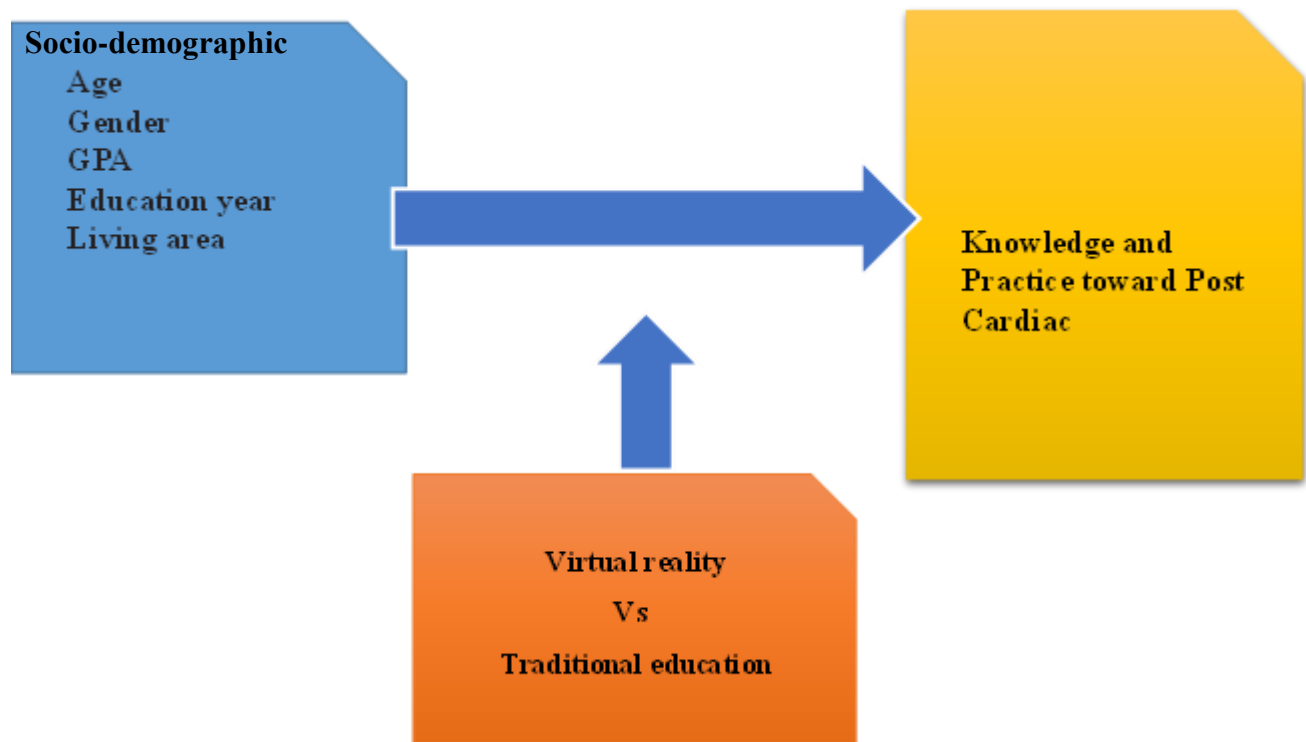 Socio-demographic
Age
Gender
GPA
Education year
Living area
Knowledge and
Practice toward Post
Cardiac
Virtual reality
Vs
Traditional education